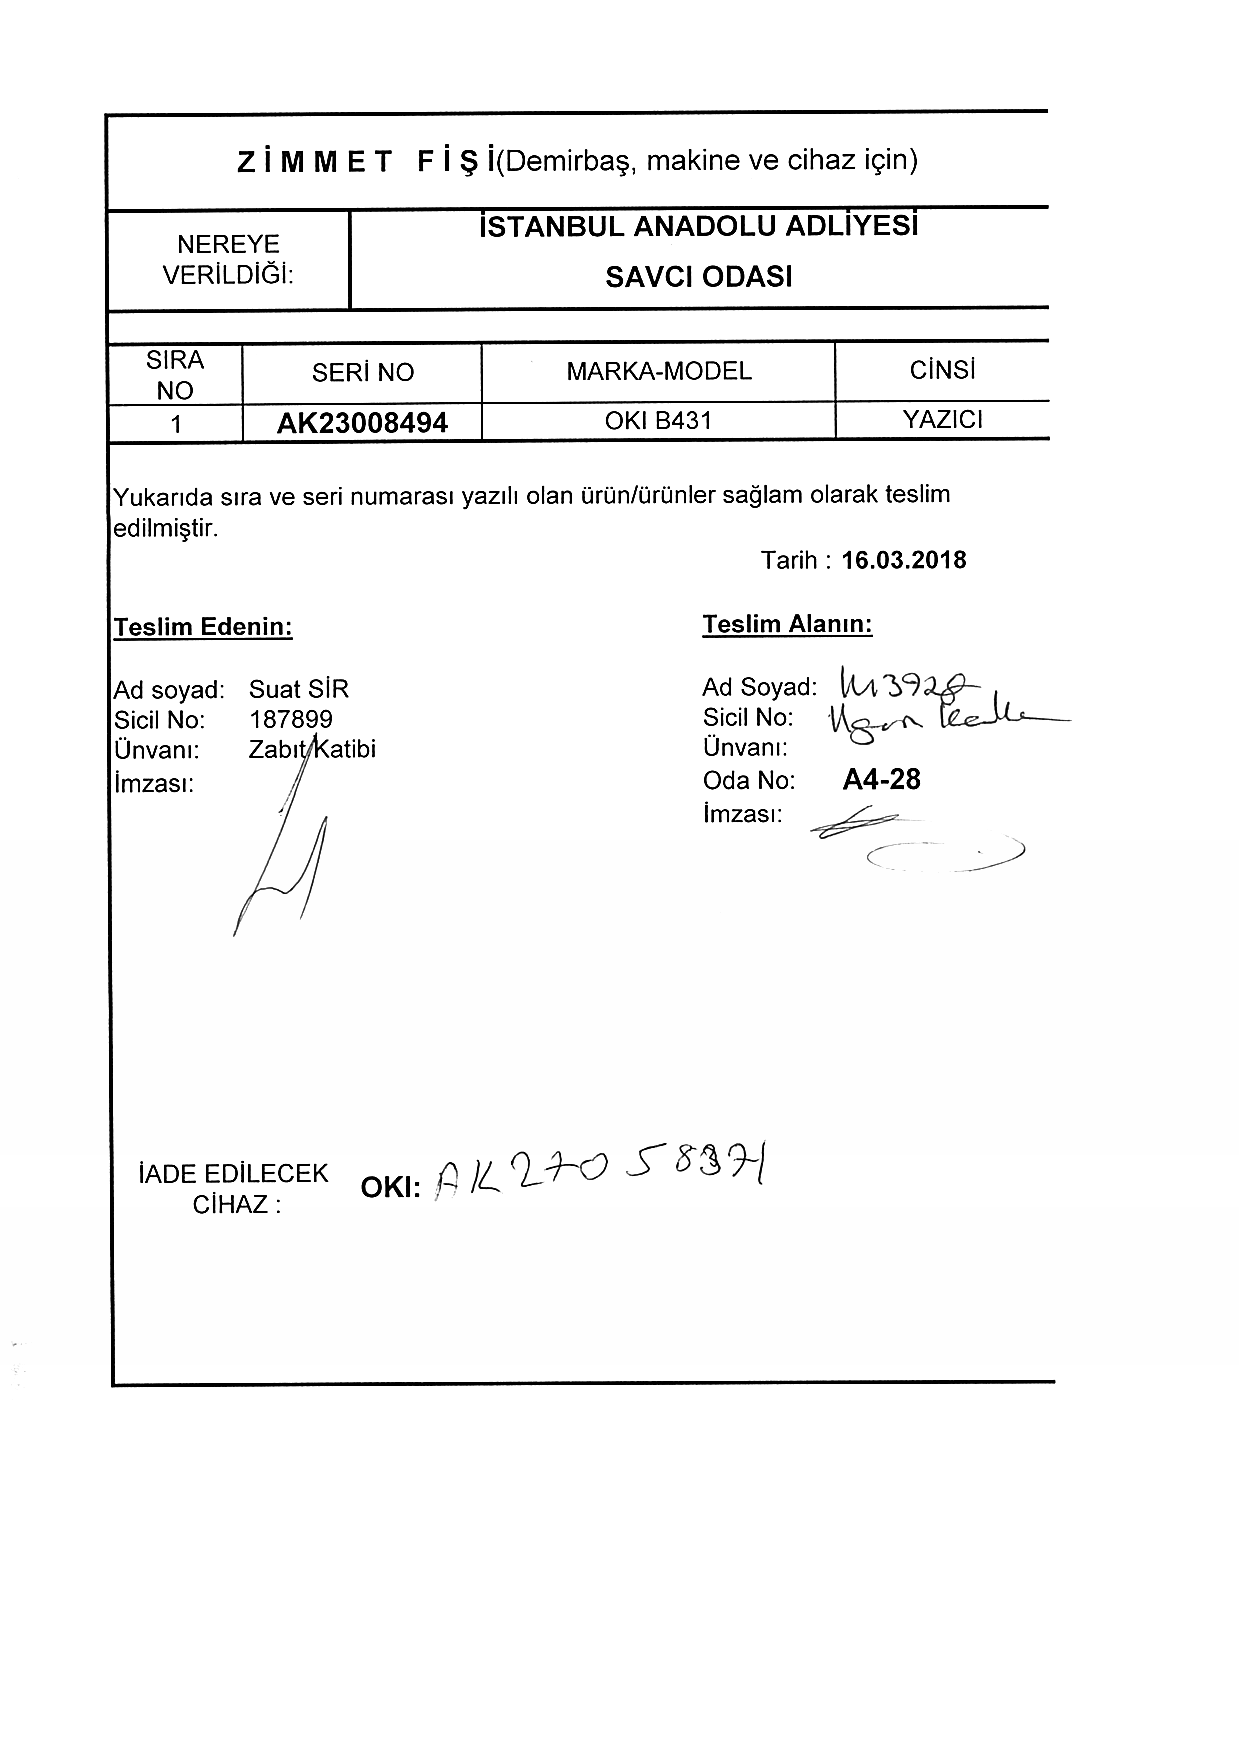 ZİMMET FİŞİ(Demirbaş, makine ve cihaz için)
NEREYE VERİLDİĞİ:
İSTANBUL ANADOLU ADLİYESİ
SAVCI ODASI
SIRA NO SERİ NO MARKA-MODEL CİNSİ
1 AK23008494 OKI B431 YAZICI
Yukarıda sıra ve seri numarası yazılı olan ürün/ürünler sağlam olarak teslim
edilmiştir.
Tarih : 16.03.2018
Teslim Edenin:
Ad soyad: Suat SİR
Sicil No: 187899
Ünvanı: Zabıt Katibi
İmzası:
Teslim Alanın:
Ad Soyad:
Sicil No:
Ünvanı:
Oda No: A4-28
İmzası:
İADE EDİLECEK
CİHAZ :
OKI: AK27058371